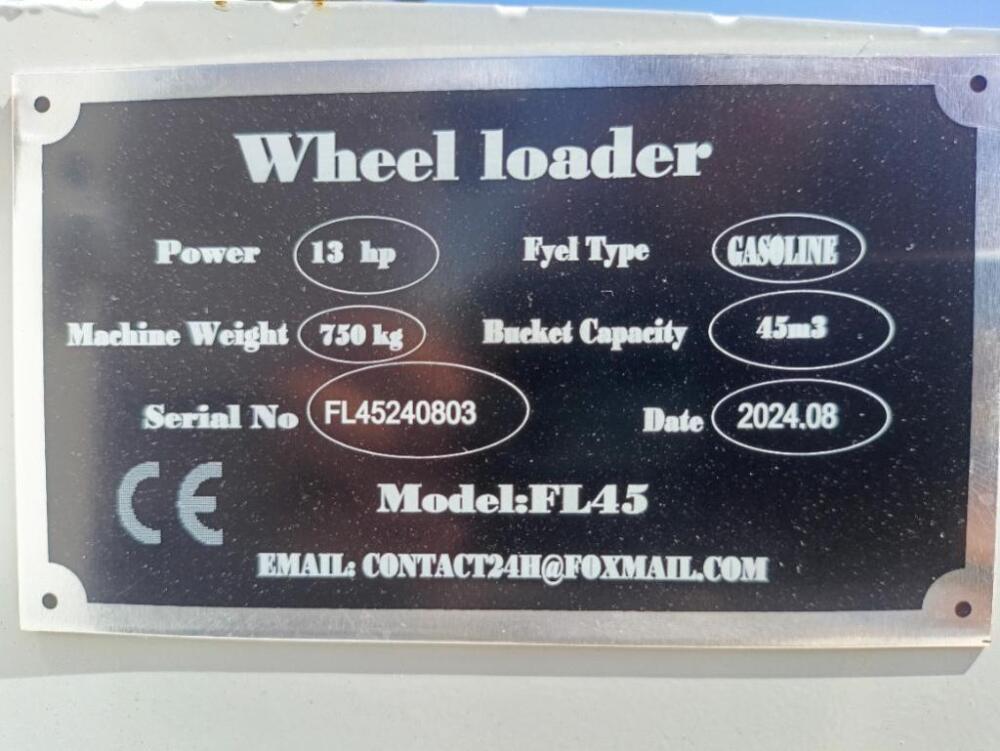 Wheel loader
Power 13 hp Fyel Type GASOLINE
Machine Weight 750 kg Bucket Capacity 45m3
Serial No FL45240803 Date 2024.08
CE
Model:FL45
EMAIL: CONTACT24H@FOXMAIL.COM